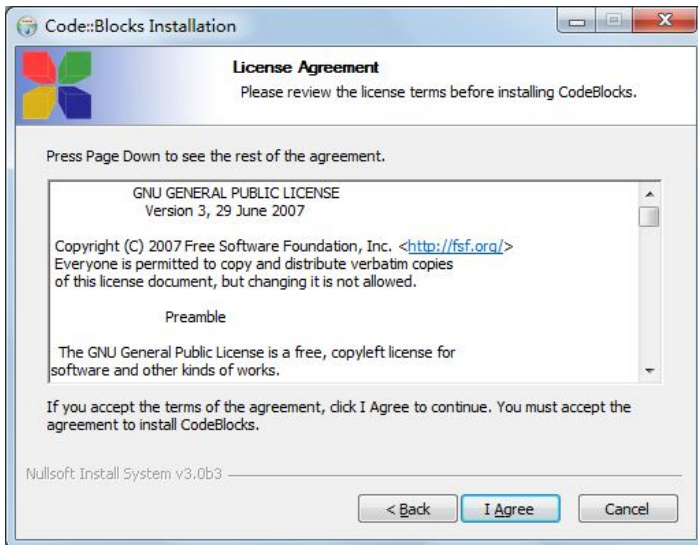 Code::Blocks Installation
License Agreement
Please review the license terms before installing CodeBlocks.
Press Page Down to see the rest of the agreement.
GNU GENERAL PUBLIC LICENSE
Version 3, 29 June 2007
Copyright (C) 2007 Free Software Foundation, Inc. <http://fsf.org/>
Everyone is permitted to copy and distribute verbatim copies
of this license document, but changing it is not allowed.
Preamble
The GNU General Public License is a free, copyleft license for
software and other kinds of works.
If you accept the terms of the agreement, click I Agree to continue. You must accept the
agreement to install CodeBlocks.
Nullsoft Install System v3.0b3
< Back I Agree Cancel